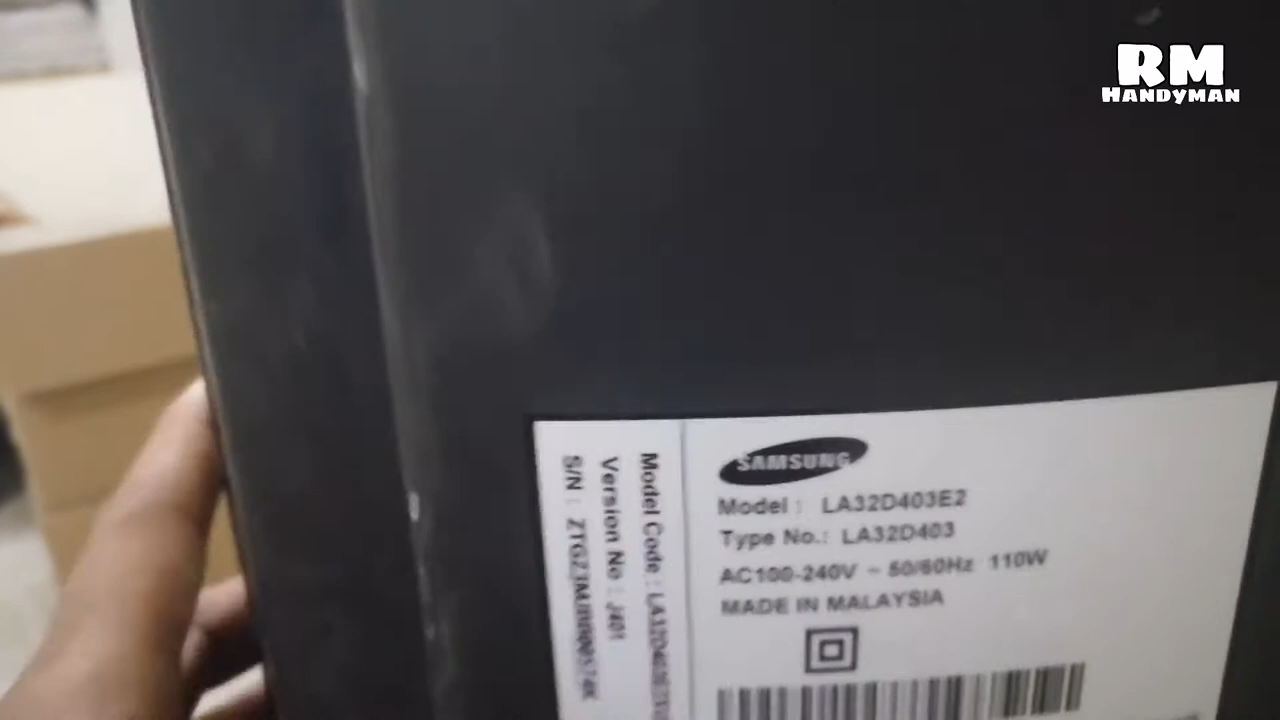 RM
HANDYMAN
SAMSUNG
Model : LA32D403E2
Type No.: LA32D403
AC100-240V ~ 50/60Hz 110W
MADE IN MALAYSIA
Model Code :
Version No : J401
S/N :